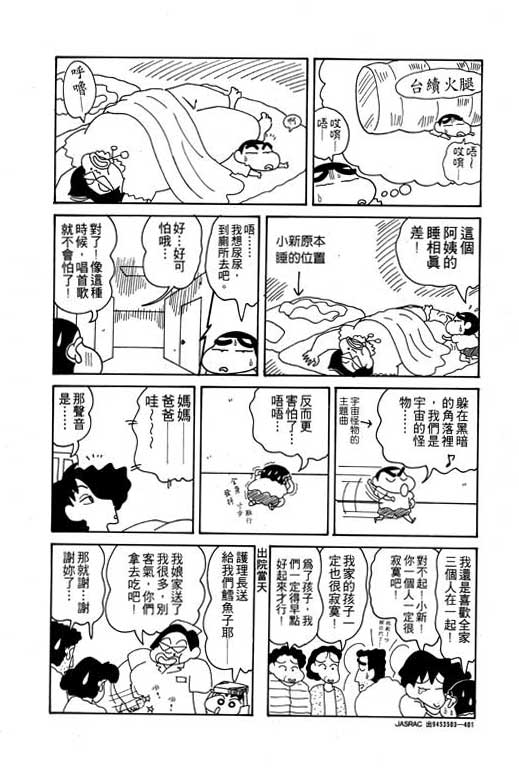 台續火腿
唔~
哎唷~
哎唷~
唔~
呼嚕~
啊
這個
阿姨的
睡相真
差!
小新原本
睡的位置
唔……
我想尿尿,
到廁所去吧。
好…好可
怕哦…
對了!像這種
時候,唱首歌
就不會怕了!
躲在黑暗
的角落裡
,我們是
宇宙的怪
物……♪
宇宙怪物的
主題曲
反而更
害怕了…
唔唔…
媽媽
爸爸
哇~~~
那聲音
是…
我還是喜歡全家
三個人在一起!
對不起!小新!
你一個人一定很
寂寞吧!
我家的孩子一
定也很寂寞!
為了孩子,我
們一定得早點
好起來才行!
出院當天
護理長送
給我們鱈魚子耶…
我娘家送了
我很多,別
客氣,你們
拿去吃吧!
那就謝…謝
謝妳了!
JASRAC 出9453503-401